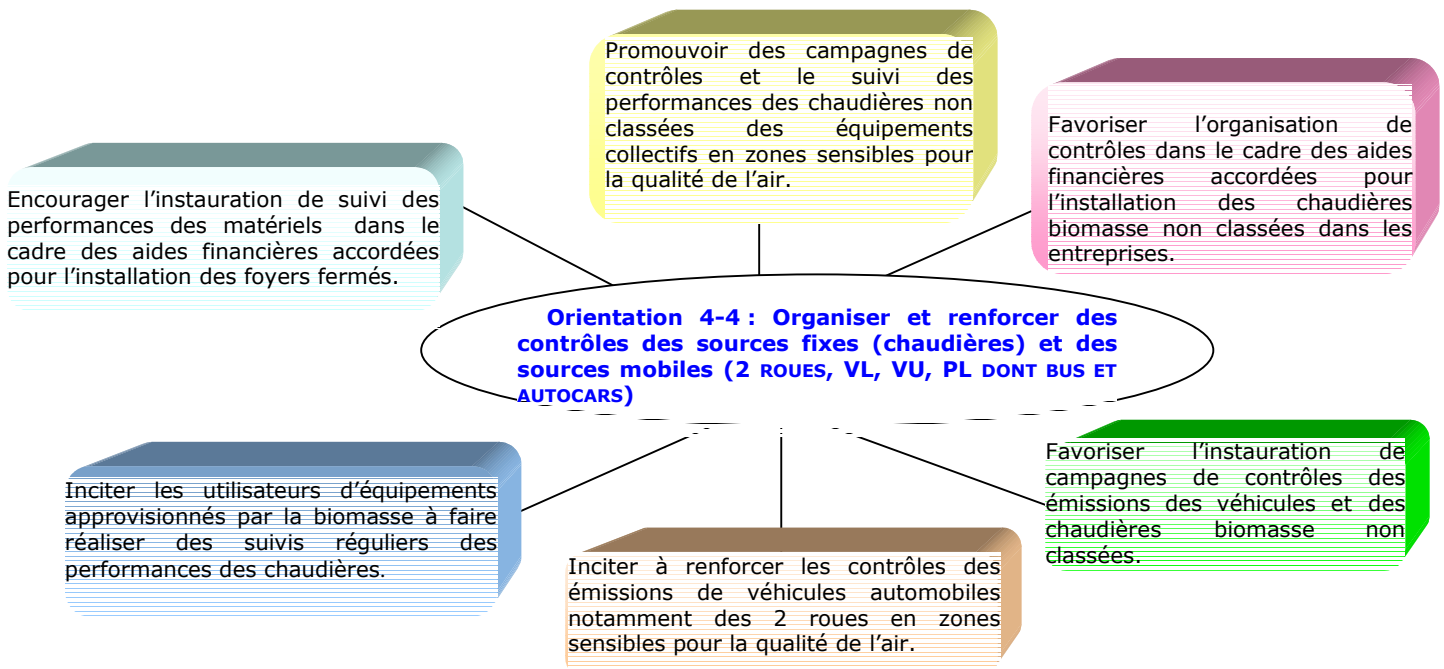 Promouvoir des campagnes de
contrôles et le suivi des
performances des chaudières non
classées des équipements
collectifs en zones sensibles pour
la qualité de l’air.
Favoriser l’organisation de
contrôles dans le cadre des aides
financières accordées pour
l’installation des chaudières
biomasse non classées dans les
entreprises.
Encourager l’instauration de suivi des
performances des matériels dans le
cadre des aides financières accordées
pour l’installation des foyers fermés.
Orientation 4-4 : Organiser et renforcer des
contrôles des sources fixes (chaudières) et des
sources mobiles (2 ROUES, VL, VU, PL DONT BUS ET
AUTOCARS)
Inciter les utilisateurs d’équipements
approvisionnés par la biomasse à faire
réaliser des suivis réguliers des
performances des chaudières.
Inciter à renforcer les contrôles des
émissions de véhicules automobiles
notamment des 2 roues en zones
sensibles pour la qualité de l’air.
Favoriser l’instauration de
campagnes de contrôles des
émissions des véhicules et des
chaudières biomasse non
classées.